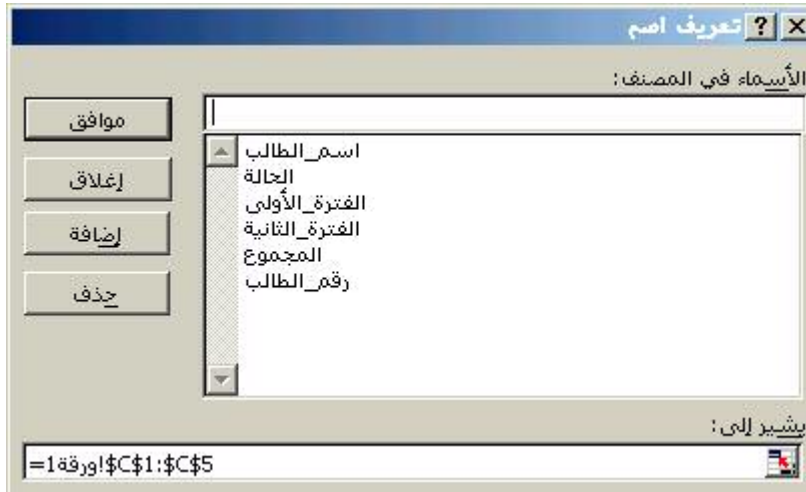 تعريف اسم
الأسماء في المصنف:
موافق
اسم_الطالب
الحالة
الفترة_الأولى
الفترة_الثانية
المجموع
رقم_الطالب
إغلاق
إضافة
حذف
يشير إلى:
=ورقة1!$C$1:$C$5